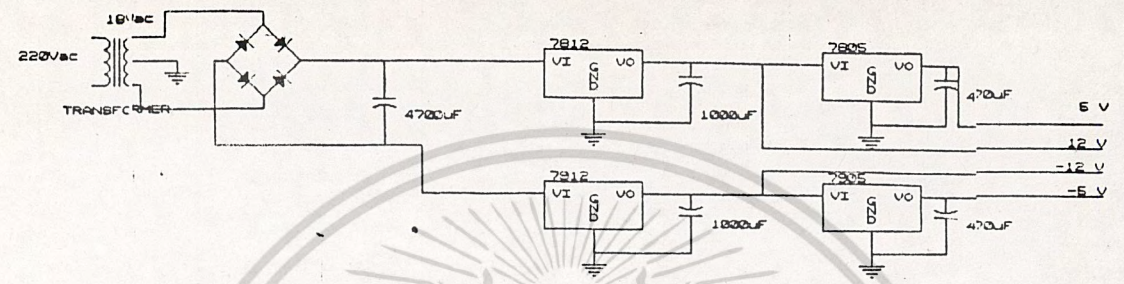 18Vac
220Vac
TRANSFORMER
4700uF
7812
VI
GND
VO
1000uF
7805
VI
GND
VO
470uF
5 V
12 V
-12 V
-5 V
7912
VI
GND
VO
1000uF
7905
VI
GND
VO
470uF